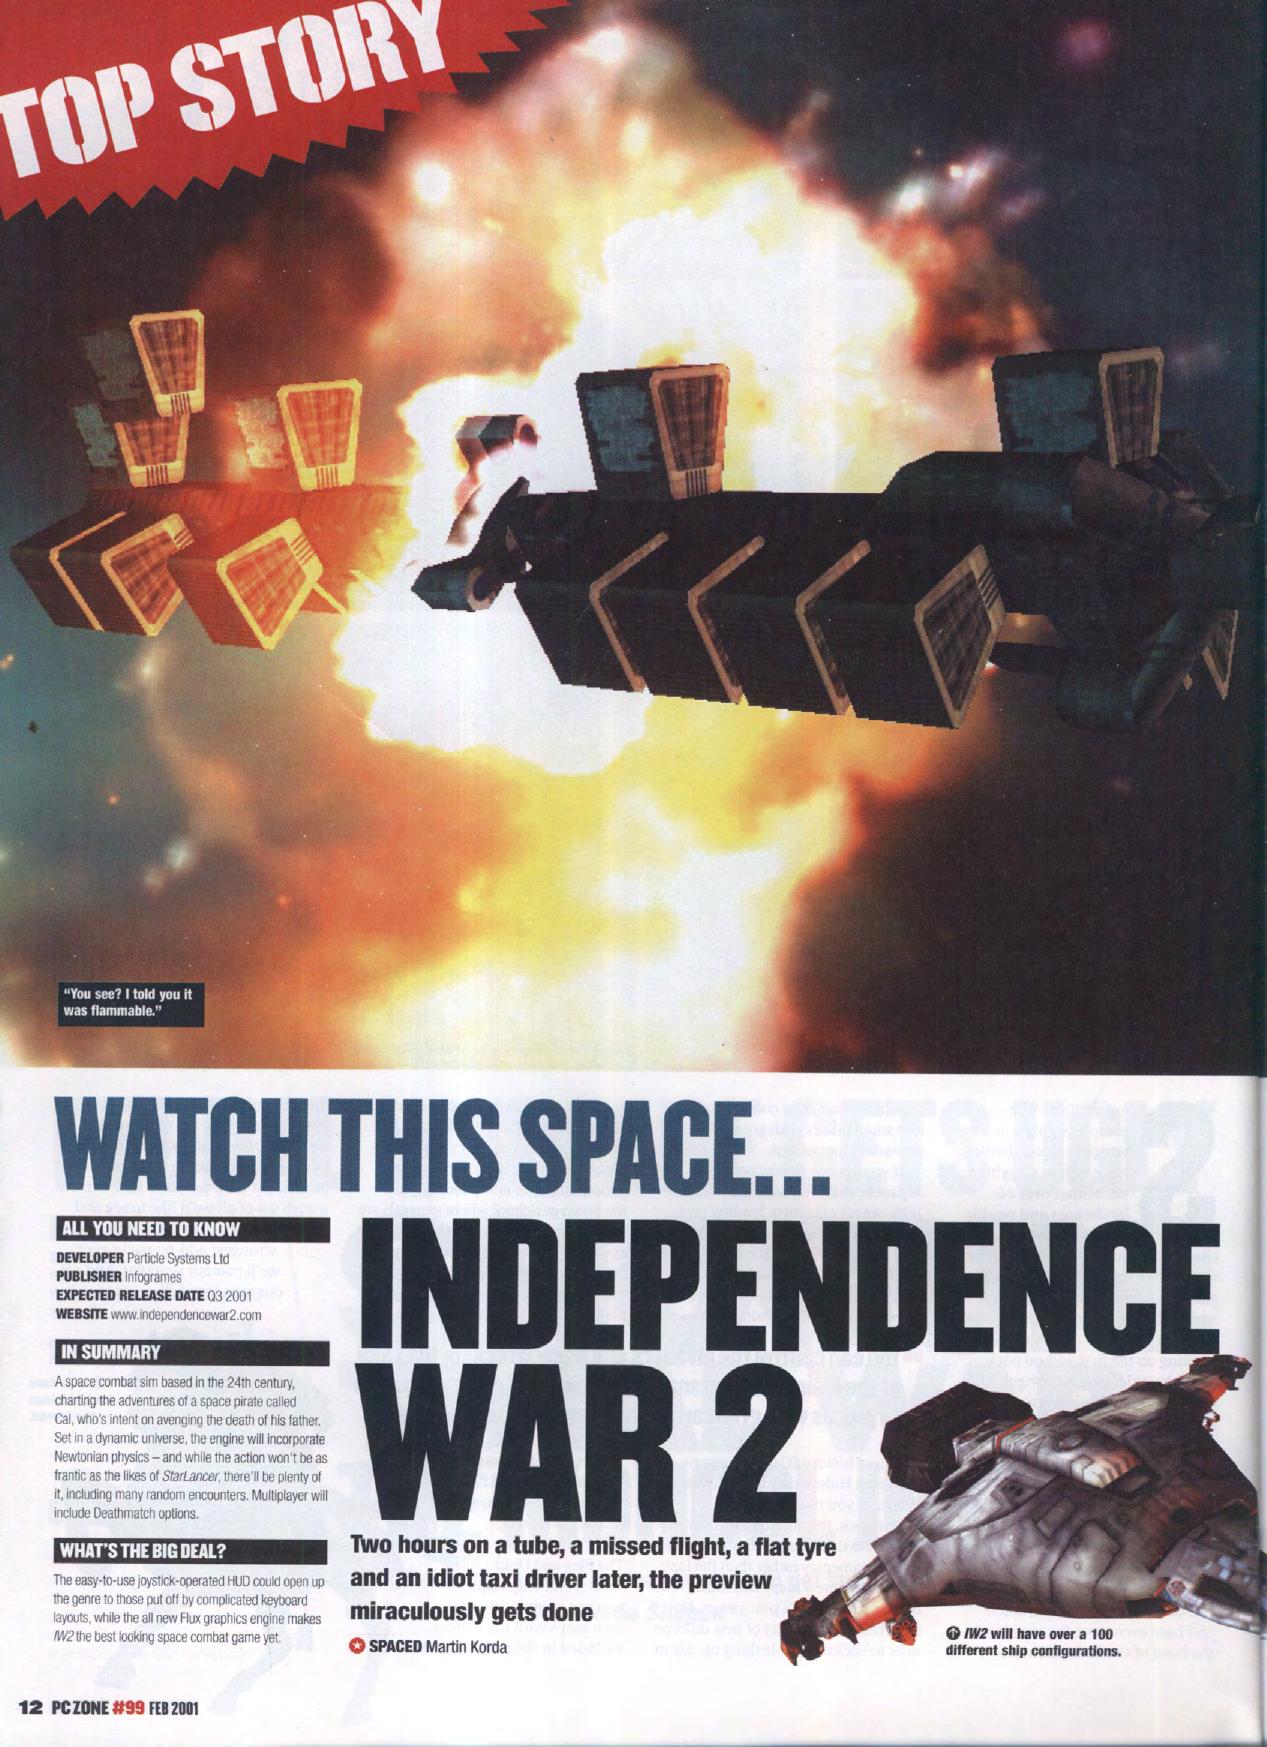 TOP STORY
“You see? I told you it
was flammable.”
WATCH THIS SPACE...
ALL YOU NEED TO KNOW
DEVELOPER Particle Systems Ltd
PUBLISHER Infogrames
EXPECTED RELEASE DATE Q3 2001
WEBSITE www.independencewar2.com
IN SUMMARY
A space combat sim based in the 24th century,
charting the adventures of a space pirate called
Cal, who's intent on avenging the death of his father.
Set in a dynamic universe, the engine will incorporate
Newtonian physics – and while the action won't be as
frantic as the likes of StarLancer, there'll be plenty of
it, including many random encounters. Multiplayer will
include Deathmatch options.
WHAT'S THE BIG DEAL?
The easy-to-use joystick-operated HUD could open up
the genre to those put off by complicated keyboard
layouts, while the all new Flux graphics engine makes
IW2 the best looking space combat game yet.
INDEPENDENCE
WAR 2
Two hours on a tube, a missed flight, a flat tyre
and an idiot taxi driver later, the preview
miraculously gets done
SPACED Martin Korda
IW2 will have over a 100
different ship configurations.
12 PCZONE #99 FEB 2001